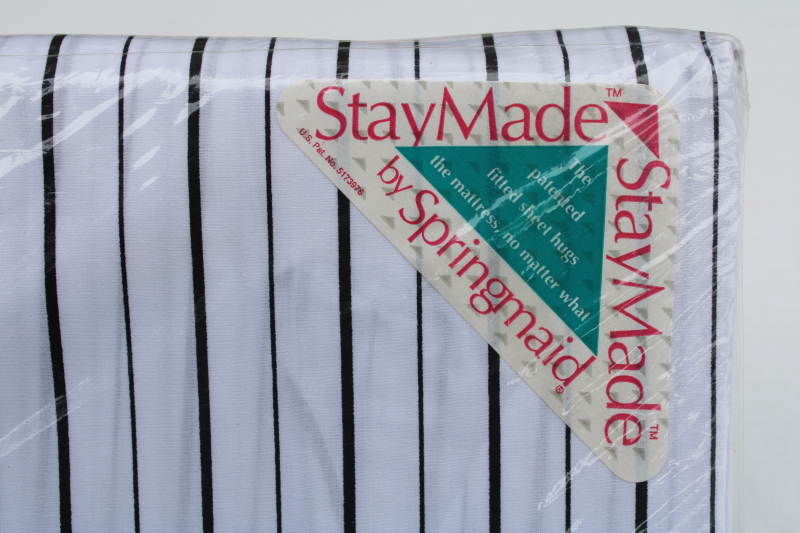 StayMade™
StayMade™
by Springmaid®
The
patented
fitted sheet hugs
the mattress, no matter what
U.S. Pat. No. 5173976